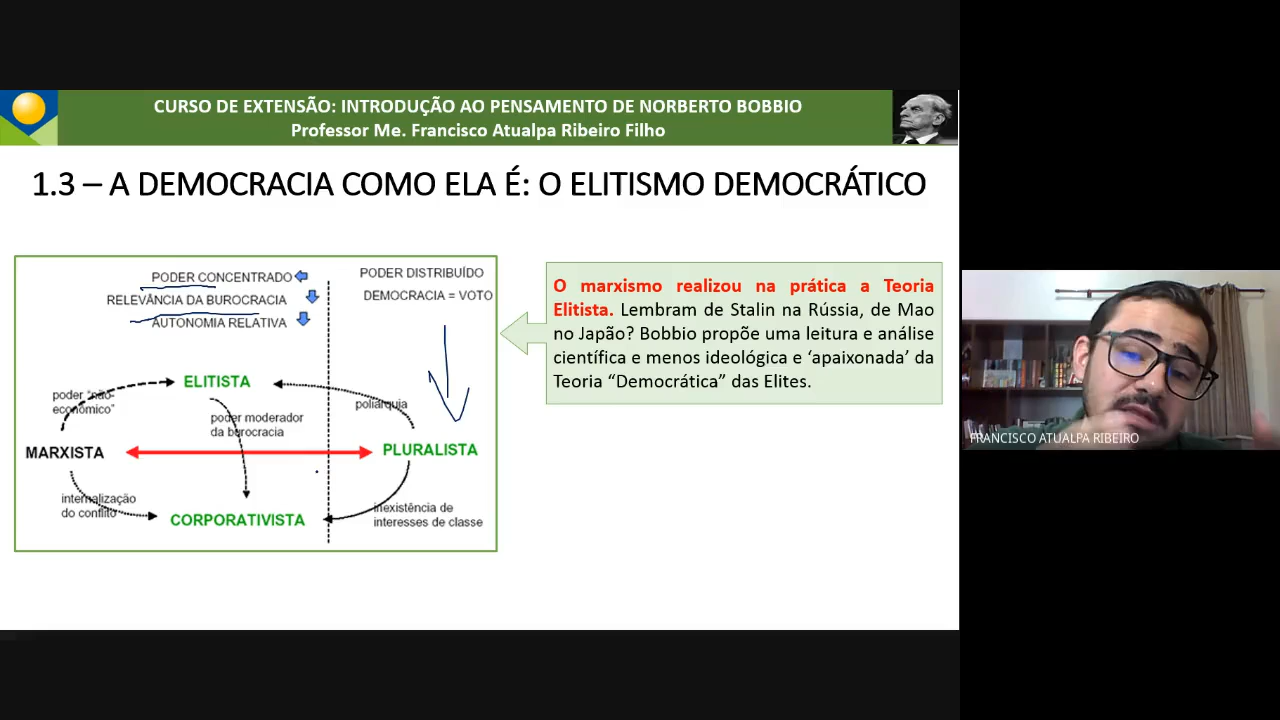 CURSO DE EXTENSÃO: INTRODUÇÃO AO PENSAMENTO DE NORBERTO BOBBIO
Professor Me. Francisco Atualpa Ribeiro Filho
1.3 – A DEMOCRACIA COMO ELA É: O ELITISMO DEMOCRÁTICO
PODER CONCENTRADO
RELEVÂNCIA DA BUROCRACIA
AUTONOMIA RELATIVA
PODER DISTRIBUÍDO
DEMOCRACIA = VOTO
ELITISTA
poder "não-
econômico"
poliarquia
poder moderador
da burocracia
MARXISTA
PLURALISTA
internalização
do conflito
CORPORATIVISTA
inexistência de
interesses de classe
O marxismo realizou na prática a Teoria
Elitista. Lembram de Stalin na Rússia, de Mao
no Japão? Bobbio propõe uma leitura e análise
científica e menos ideológica e ‘apaixonada’ da
Teoria “Democrática” das Elites.
FRANCISCO ATUALPA RIBEIRO